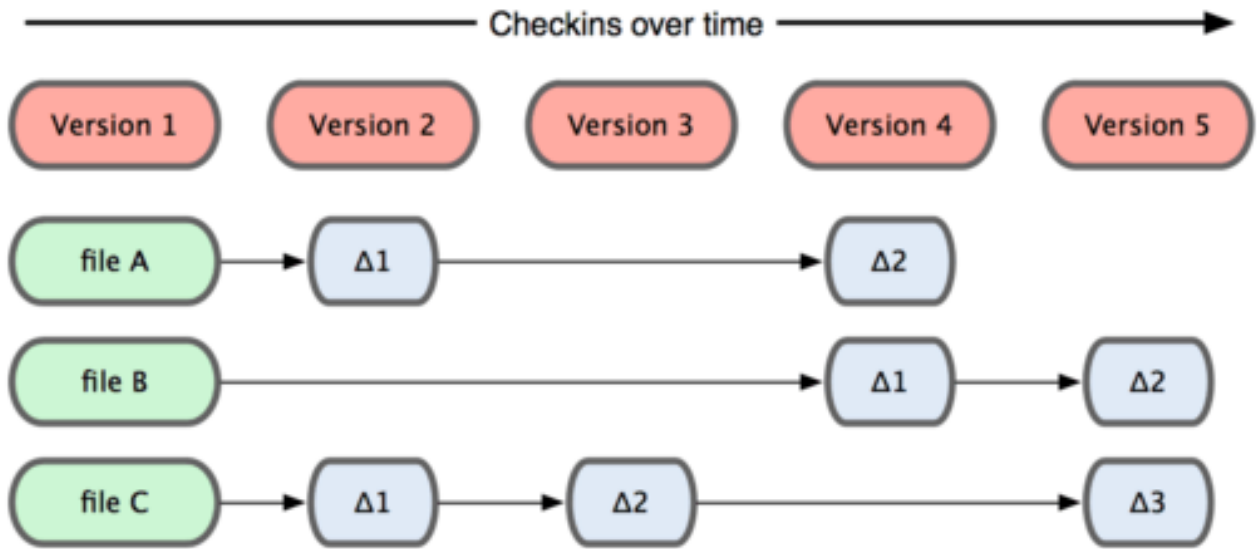 Checkins over time
Version 1 Version 2 Version 3 Version 4 Version 5
file A Δ1 Δ2
file B Δ1 Δ2
file C Δ1 Δ2 Δ3